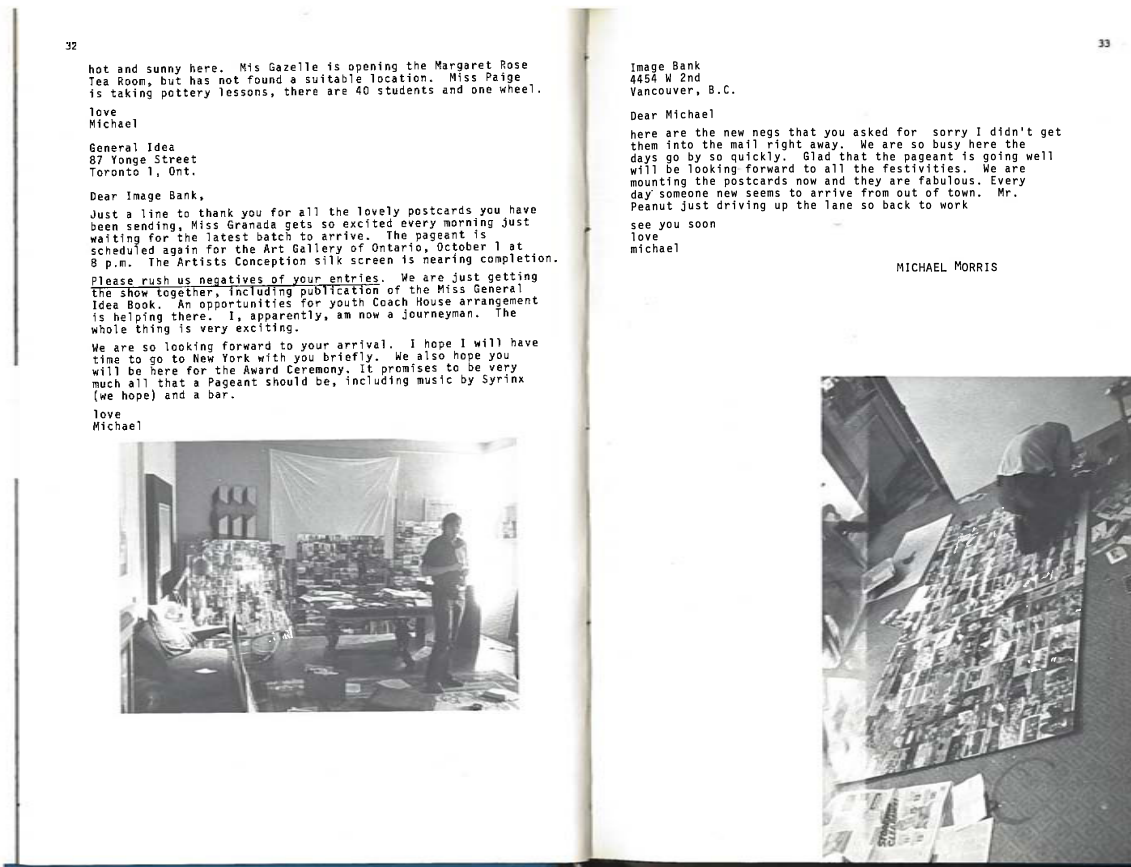 32
hot and sunny here. Mis Gazelle is opening the Margaret Rose
Tea Room, but has not found a suitable location. Miss Paige
is taking pottery lessons, there are 40 students and one wheel.
love
Michael
General Idea
87 Yonge Street
Toronto 1, Ont.
Dear Image Bank,
Just a line to thank you for all the lovely postcards you have
been sending, Miss Granada gets so excited every morning just
waiting for the latest batch to arrive. The pageant is
scheduled again for the Art Gallery of Ontario, October 1 at
8 p.m. The Artists Conception silk screen is nearing completion.
Please rush us negatives of your entries. We are just getting
the show together, including publication of the Miss General
Idea Book. An opportunities for youth Coach House arrangement
is helping there. I, apparently, am now a journeyman. The
whole thing is very exciting.
We are so looking forward to your arrival. I hope I will have
time to go to New York with you briefly. We also hope you
will be here for the Award Ceremony. It promises to be very
much all that a Pageant should be, including music by Syrinx
(we hope) and a bar.
love
Michael
33
Image Bank
4454 W 2nd
Vancouver, B.C.
Dear Michael
here are the new negs that you asked for sorry I didn't get
them into the mail right away. We are so busy here the
days go by so quickly. Glad that the pageant is going well
will be looking forward to all the festivities. We are
mounting the postcards now and they are fabulous. Every
day someone new seems to arrive from out of town. Mr.
Peanut just driving up the lane so back to work
see you soon
love
michael
MICHAEL MORRIS